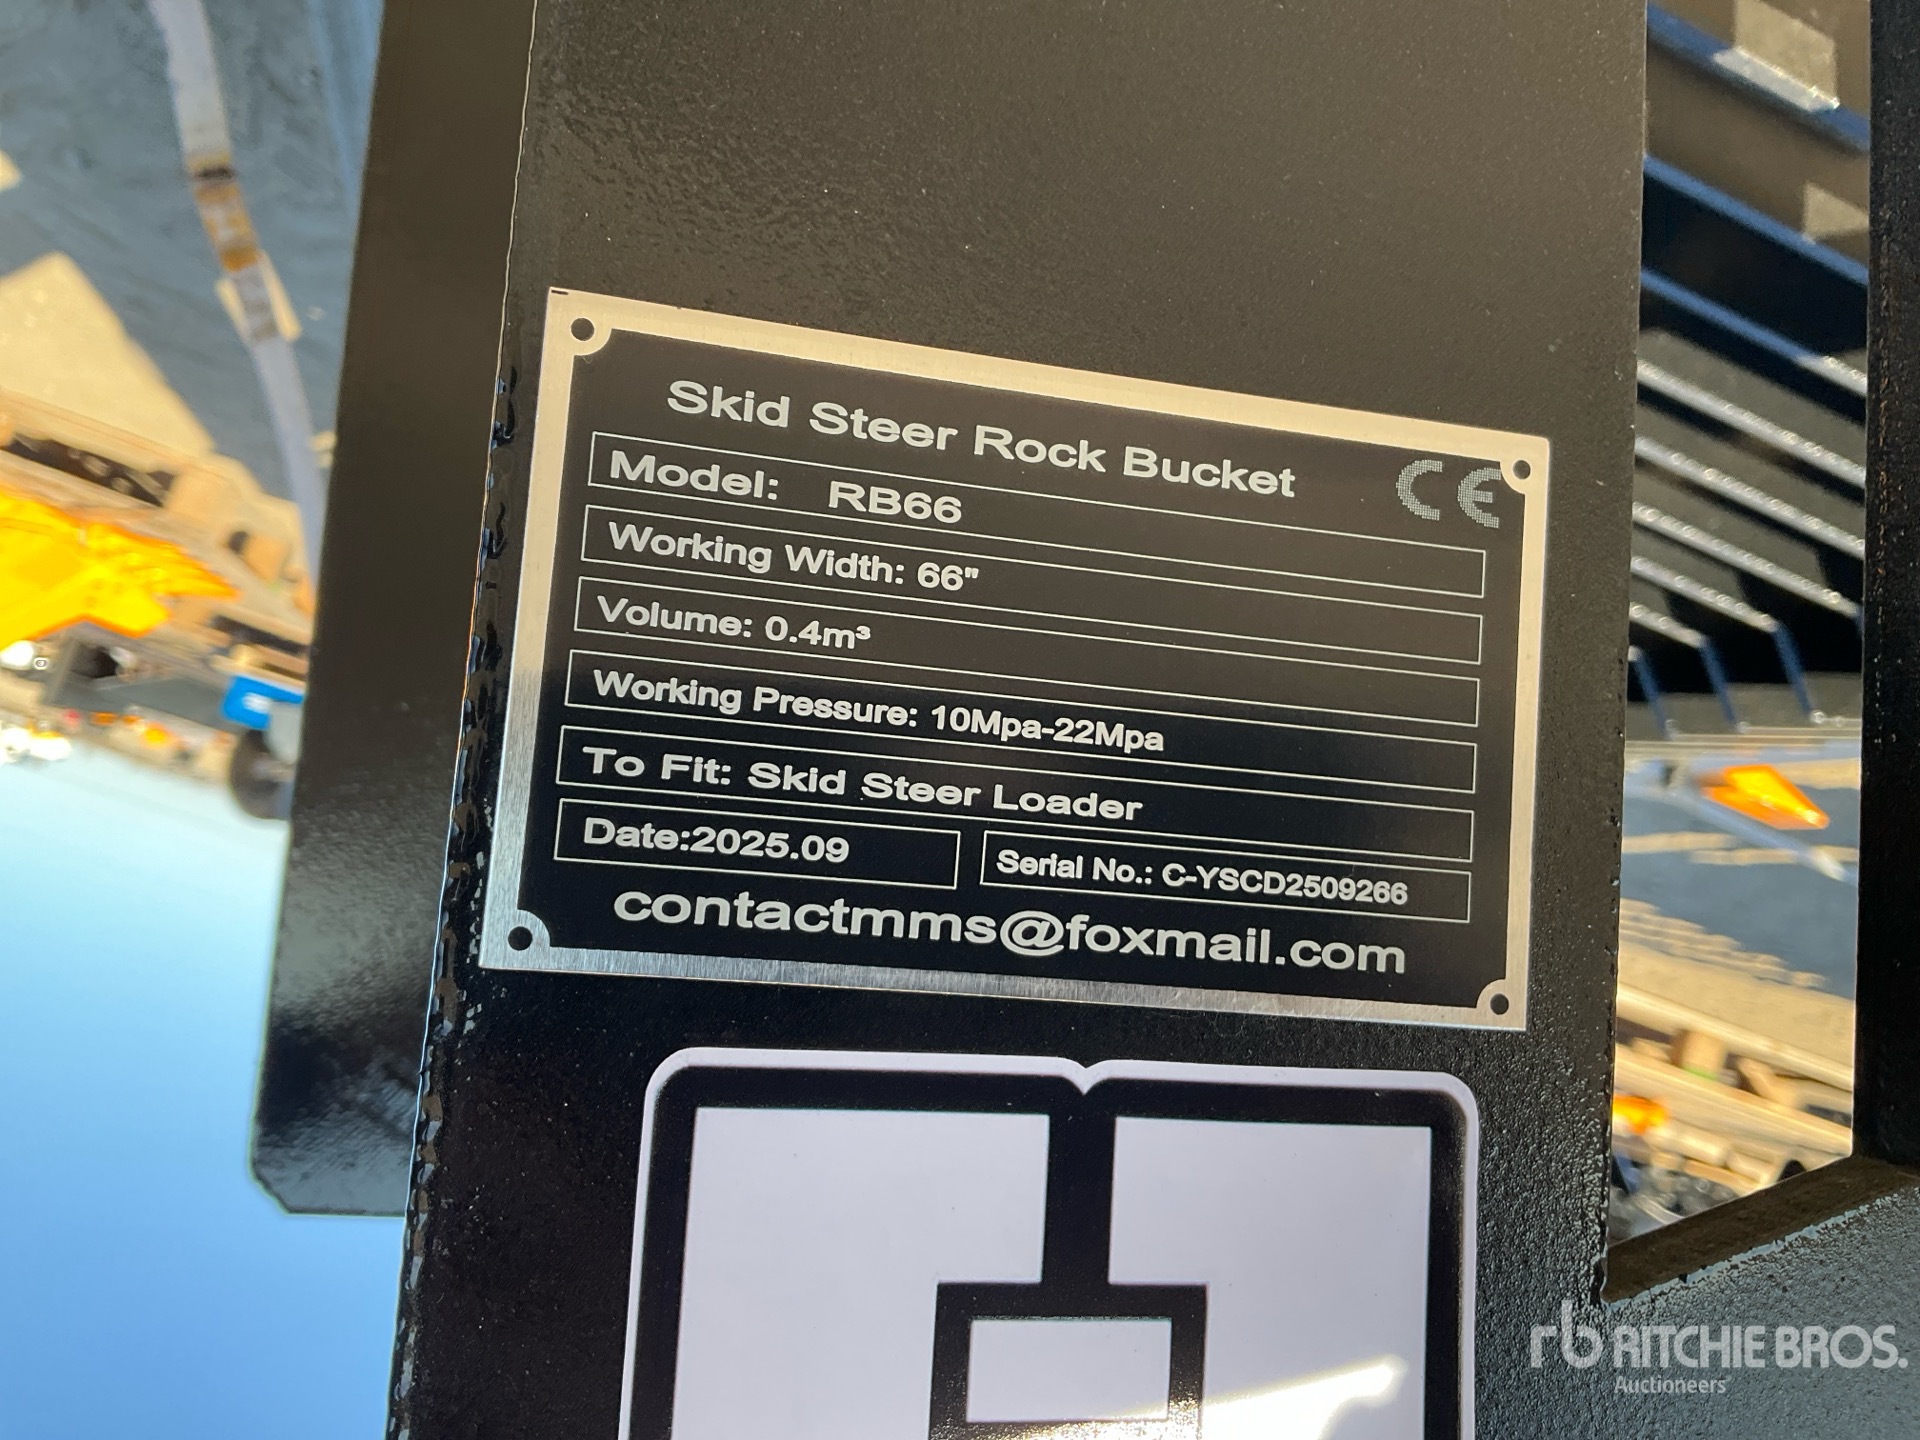 Skid Steer Rock Bucket
CE
Model: RB66
Working Width: 66"
Volume: 0.4m³
Working Pressure: 10Mpa-22Mpa
To Fit: Skid Steer Loader
Date:2025.09
Serial No.: C-YSCD2509266
contactmms@foxmail.com
rb RITCHIE BROS.
Auctioneers